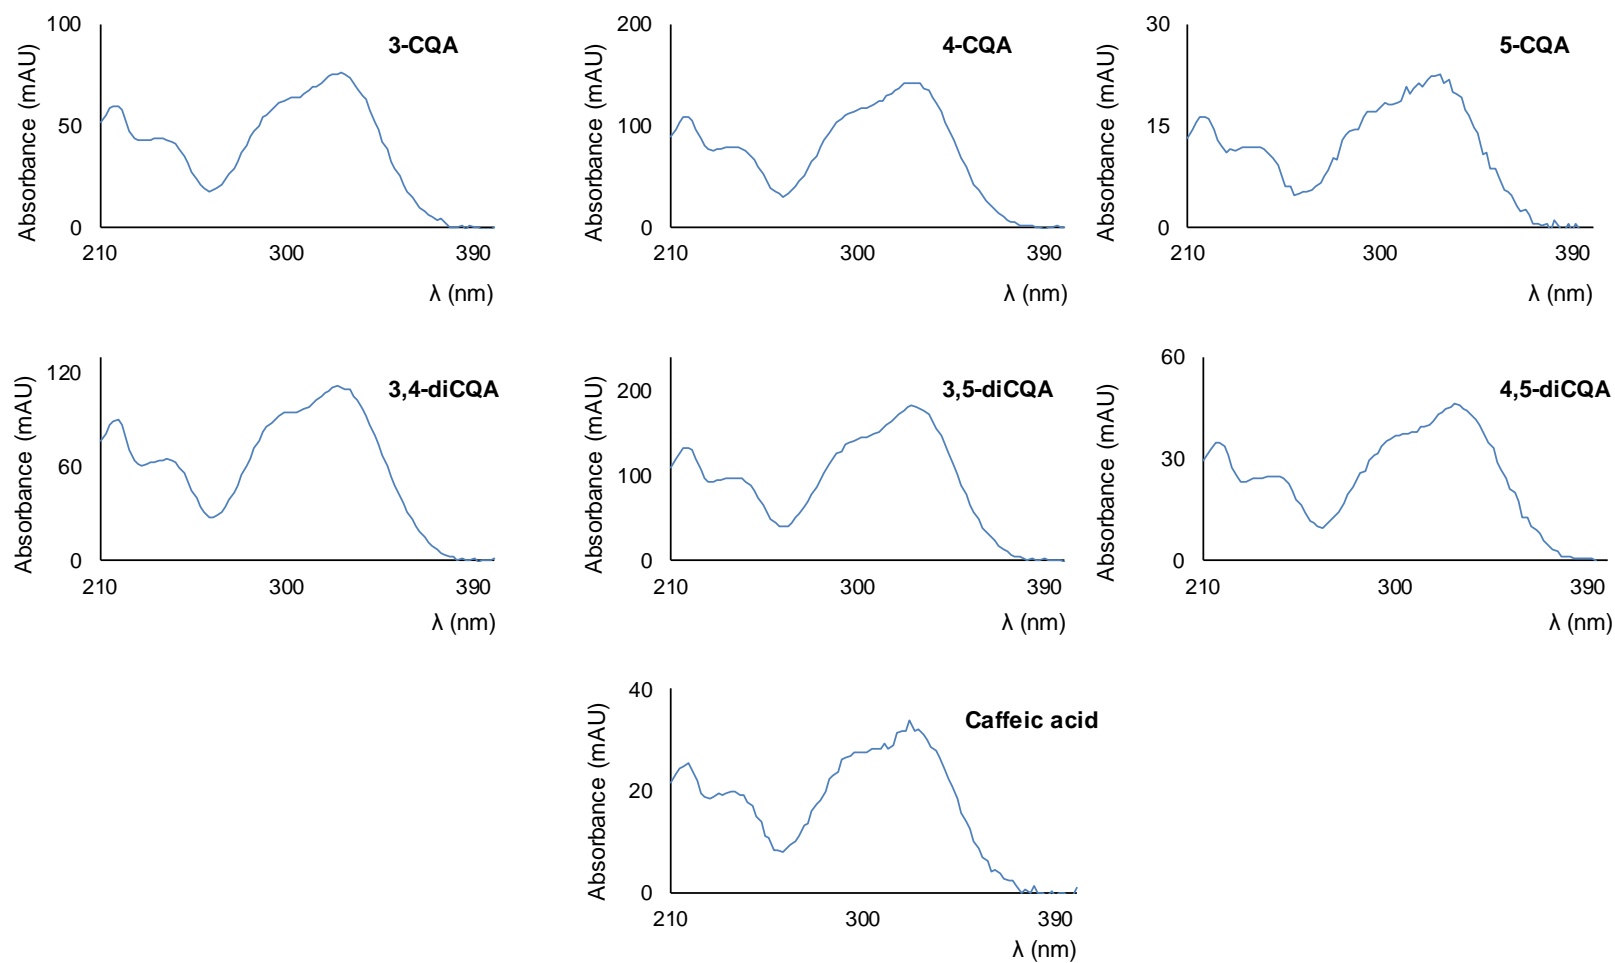 100
50
0
Absorbance (mAU)
3-CQA
210 300 390
λ (nm)
200
100
0
Absorbance (mAU)
4-CQA
210 300 390
λ (nm)
30
15
0
Absorbance (mAU)
5-CQA
210 300 390
λ (nm)
120
60
0
Absorbance (mAU)
3,4-diCQA
210 300 390
λ (nm)
200
100
0
Absorbance (mAU)
3,5-diCQA
210 300 390
λ (nm)
60
30
0
Absorbance (mAU)
4,5-diCQA
210 300 390
λ (nm)
40
20
0
Absorbance (mAU)
Caffeic acid
210 300 390
λ (nm)